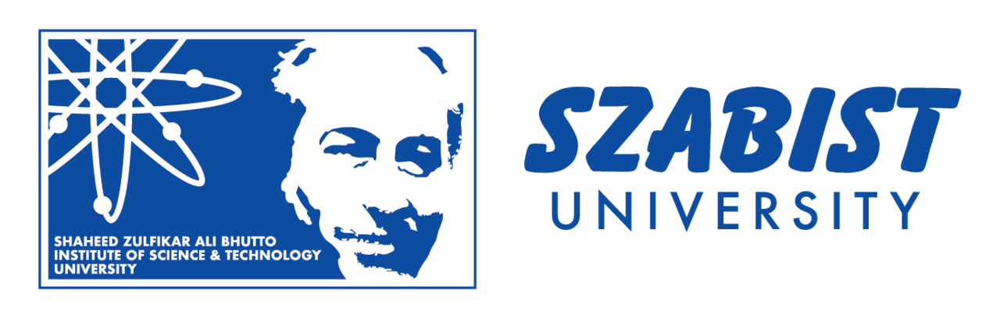 SHAHEED ZULFIKAR ALI BHUTTO
INSTITUTE OF SCIENCE & TECHNOLOGY
UNIVERSITY
SZABIST
UNIVERSITY